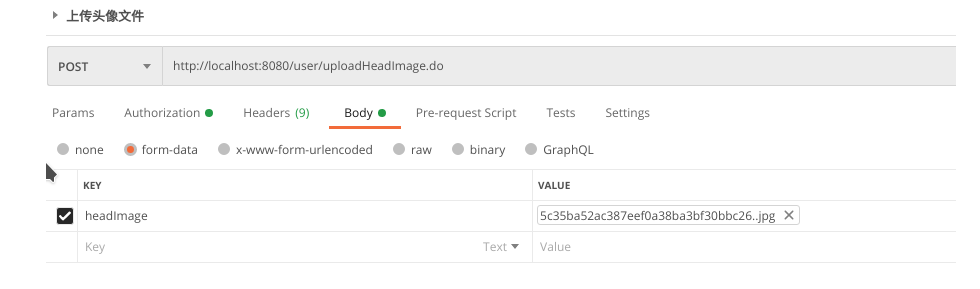 上传头像文件
POST http://localhost:8080/user/uploadHeadImage.do
Params Authorization Headers (9) Body Pre-request Script Tests Settings
none form-data x-www-form-urlencoded raw binary GraphQL
KEY VALUE
headImage 5c35ba52ac387eef0a38ba3bf30bbc26..jpg
Key Text Value